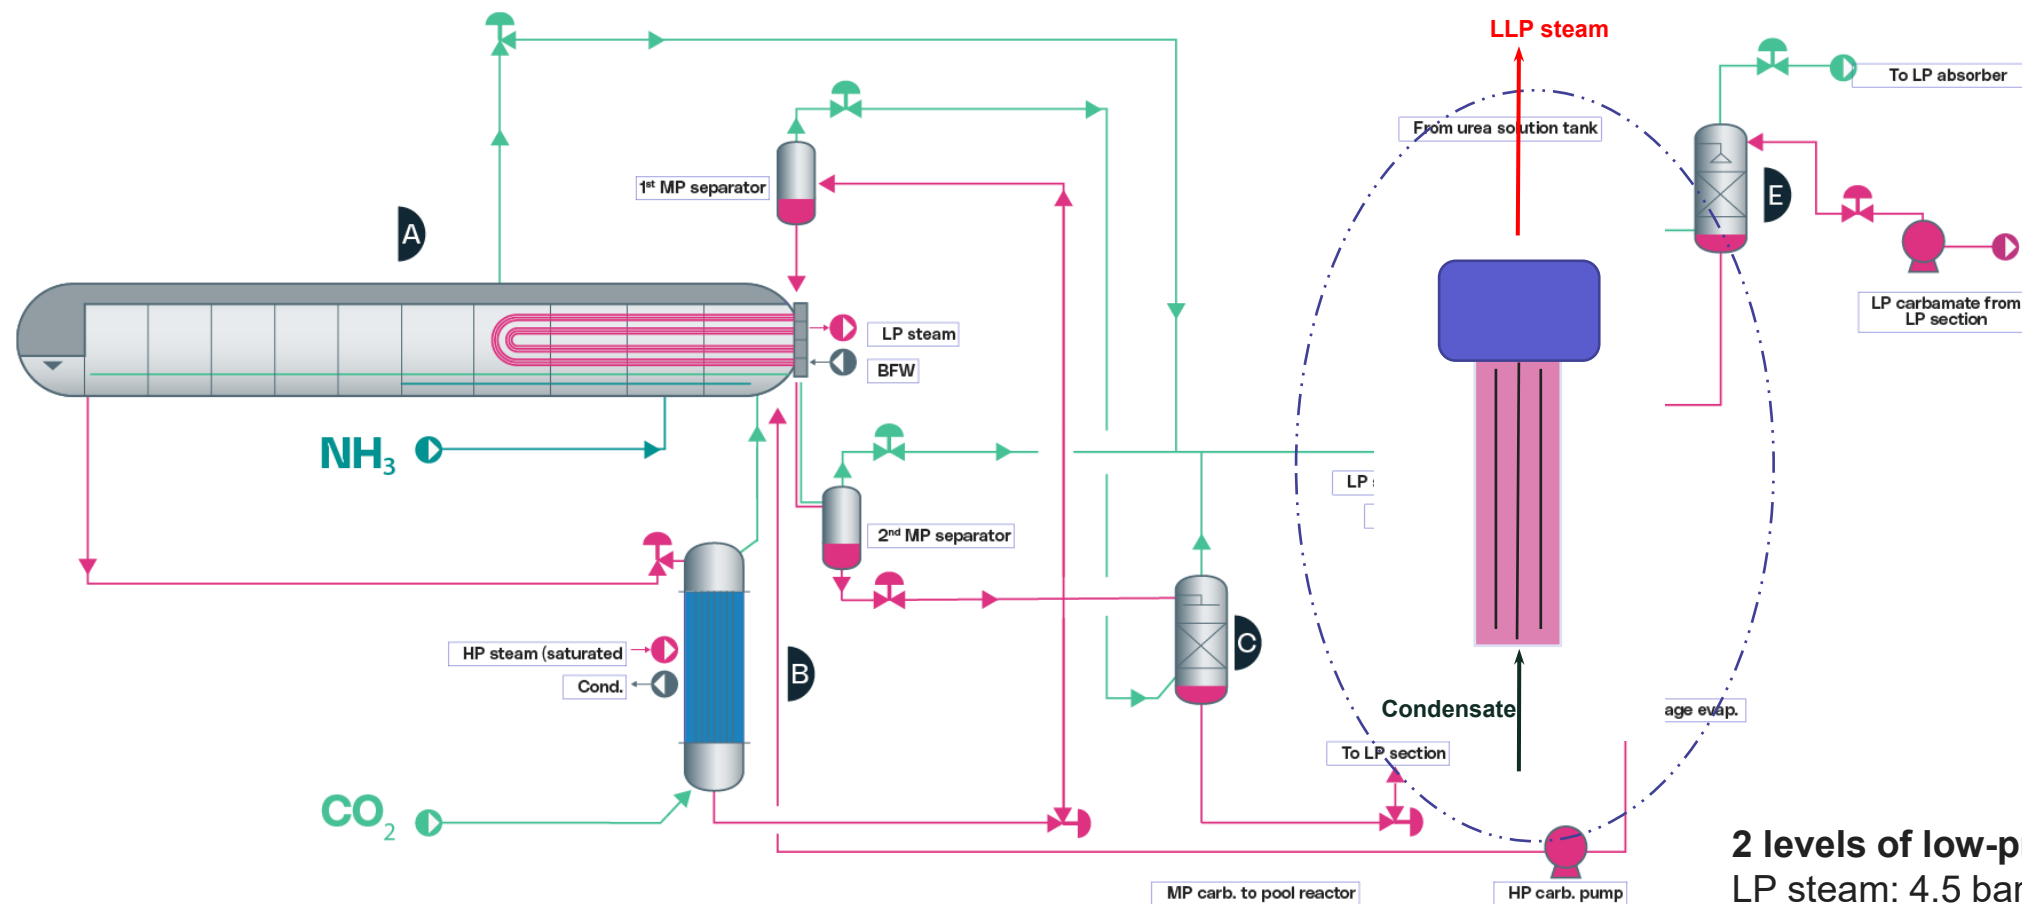 LLP steam
To LP absorber
From urea solution tank
1st MP separator
E
A
LP carbamate from
LP section
LP steam
BFW
NH3
LP
2nd MP separator
HP steam (saturated
C
B
Cond.
Condensate
age evap.
To LP section
CO2
2 levels of low-p
LP steam: 4.5 bar
MP carb. to pool reactor
HP carb. pump